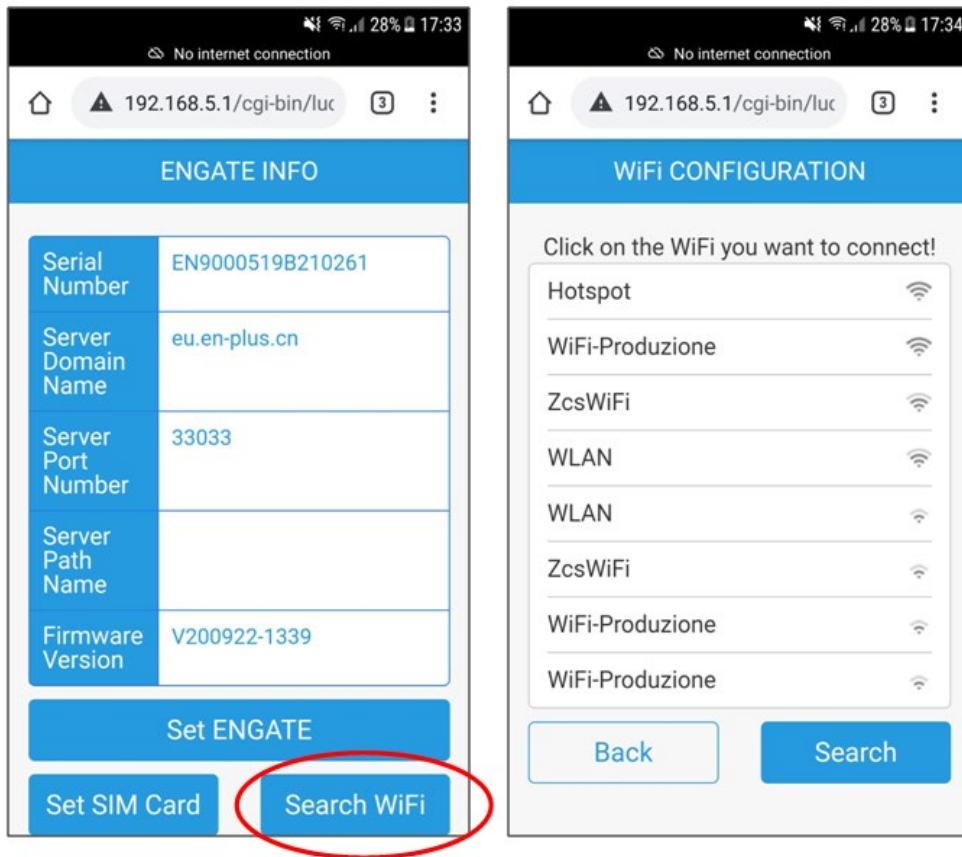 28% 17:33
No internet connection
192.168.5.1/cgi-bin/luc 3
ENGATE INFO
Serial
Number
EN9000519B210261
Server
Domain
Name
eu.en-plus.cn
Server
Port
Number
33033
Server
Path
Name
Firmware
Version
V200922-1339
Set ENGATE
Set SIM Card
Search WiFi
28% 17:34
No internet connection
192.168.5.1/cgi-bin/luc 3
WiFi CONFIGURATION
Click on the WiFi you want to connect!
Hotspot
WiFi-Produzione
ZcsWiFi
WLAN
WLAN
ZcsWiFi
WiFi-Produzione
WiFi-Produzione
Back
Search